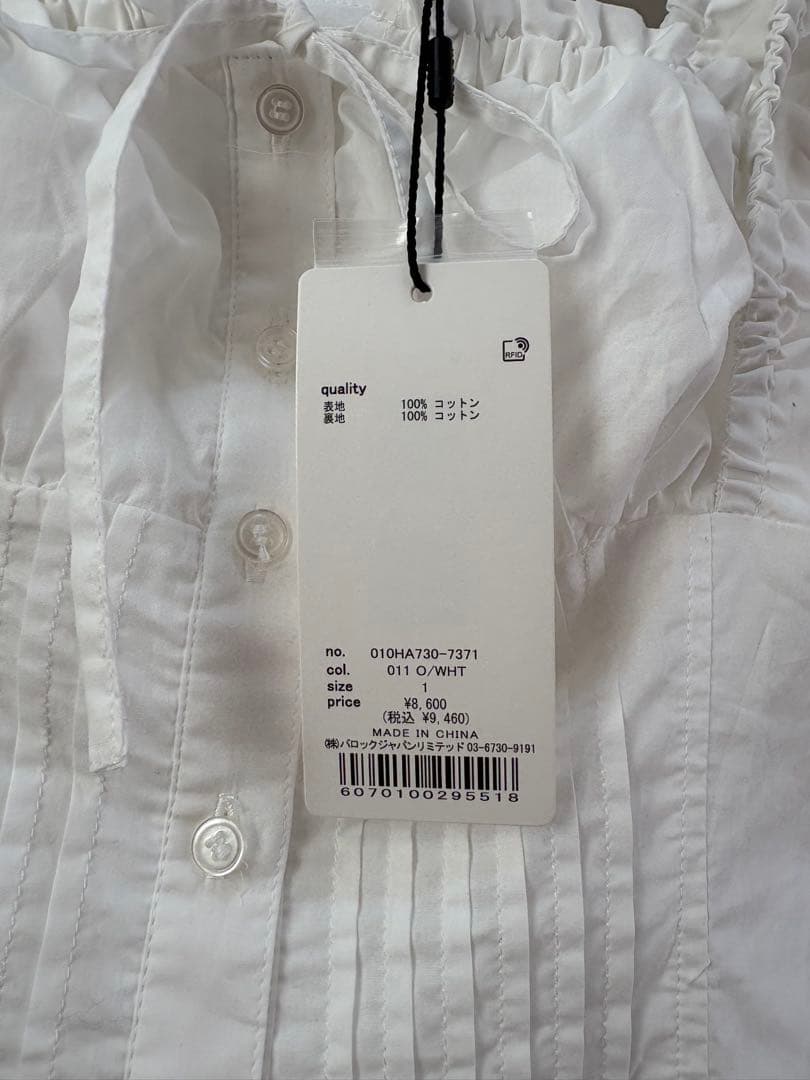 RFID
quality
表地 100% コットン
裏地 100% コットン
no. 010HA730-7371
col. 011 O/WHT
size 1
price ¥8,600
(税込 ¥9,460)
MADE IN CHINA
㈱バロックジャパンリミテッド 03-6730-9191
6070100295518